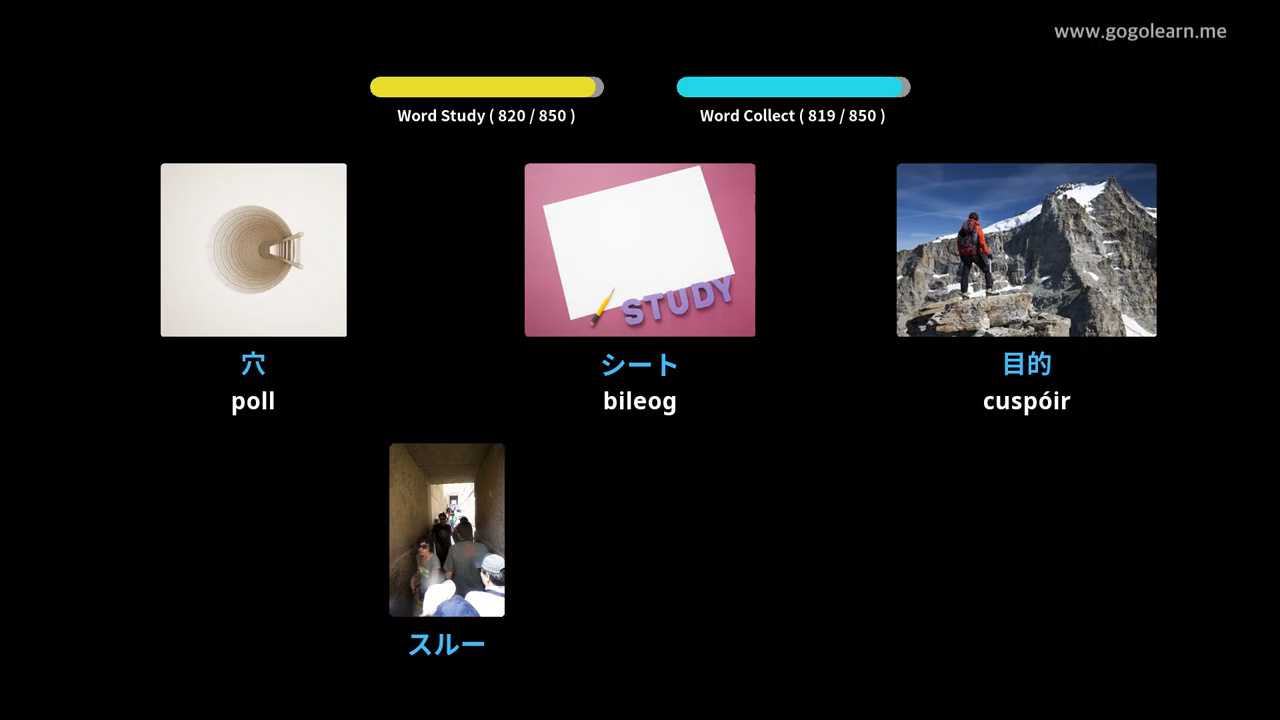 www.gogolearn.me
Word Study ( 820 / 850 )
Word Collect ( 819 / 850 )
STUDY
穴
シート
目的
poll
bileog
cuspóir
スルー